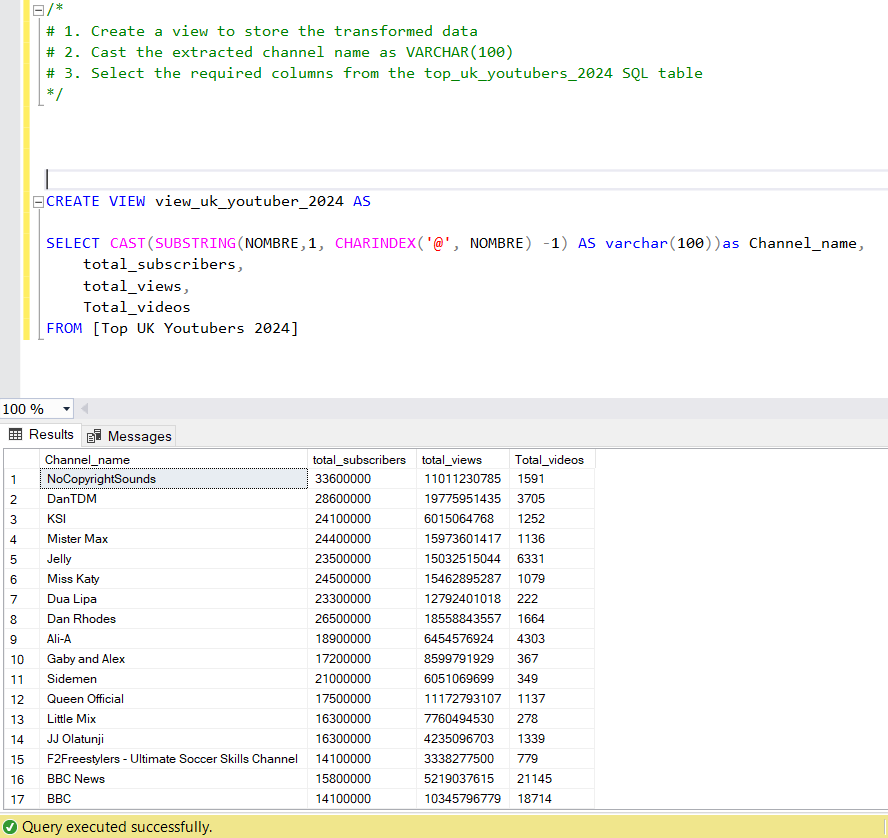 /*
# 1. Create a view to store the transformed data
# 2. Cast the extracted channel name as VARCHAR(100)
# 3. Select the required columns from the top_uk_youtubers_2024 SQL table
*/
CREATE VIEW view_uk_youtuber_2024 AS
SELECT CAST(SUBSTRING(NOMBRE,1, CHARINDEX('@', NOMBRE) -1) AS varchar(100))as Channel_name,
total_subscribers,
total_views,
Total_videos
FROM [Top UK Youtubers 2024]
100 %
Results Messages
Channel_name total_subscribers total_views Total_videos
1 NoCopyrightSounds 33600000 11011230785 1591
2 DanTDM 28600000 19775951435 3705
3 KSI 24100000 6015064768 1252
4 Mister Max 24400000 15973601417 1136
5 Jelly 23500000 15032515044 6331
6 Miss Katy 24500000 15462895287 1079
7 Dua Lipa 23300000 12792401018 222
8 Dan Rhodes 26500000 18558843557 1664
9 Ali-A 18900000 6454576924 4303
10 Gaby and Alex 17200000 8599791929 367
11 Sidemen 21000000 6051069699 349
12 Queen Official 17500000 11172793107 1137
13 Little Mix 16300000 7760494530 278
14 JJ Olatunji 16300000 4235096703 1339
15 F2Freestylers - Ultimate Soccer Skills Channel 14100000 3338277500 779
16 BBC News 15800000 5219037615 21145
17 BBC 14100000 10345796779 18714
Query executed successfully.